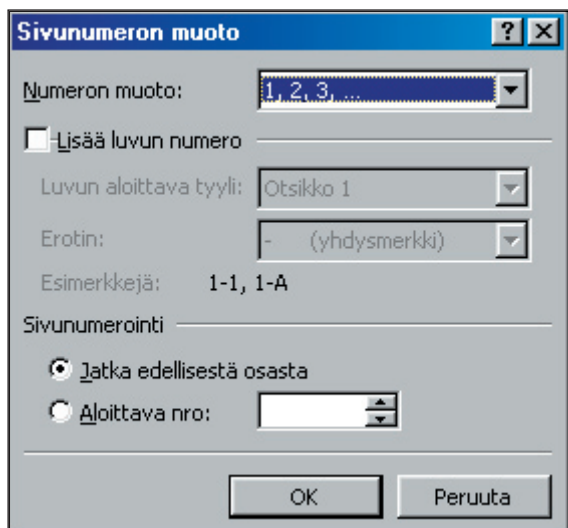 Sivunumeron muoto
Numeron muoto: 1, 2, 3, ...
Lisää luvun numero
Luvun aloittava tyyli: Otsikko 1
Erotin: - (yhdysmerkki)
Esimerkkejä: 1-1, 1-A
Sivunumerointi
Jatka edellisestä osasta
Aloittava nro:
OK Peruuta